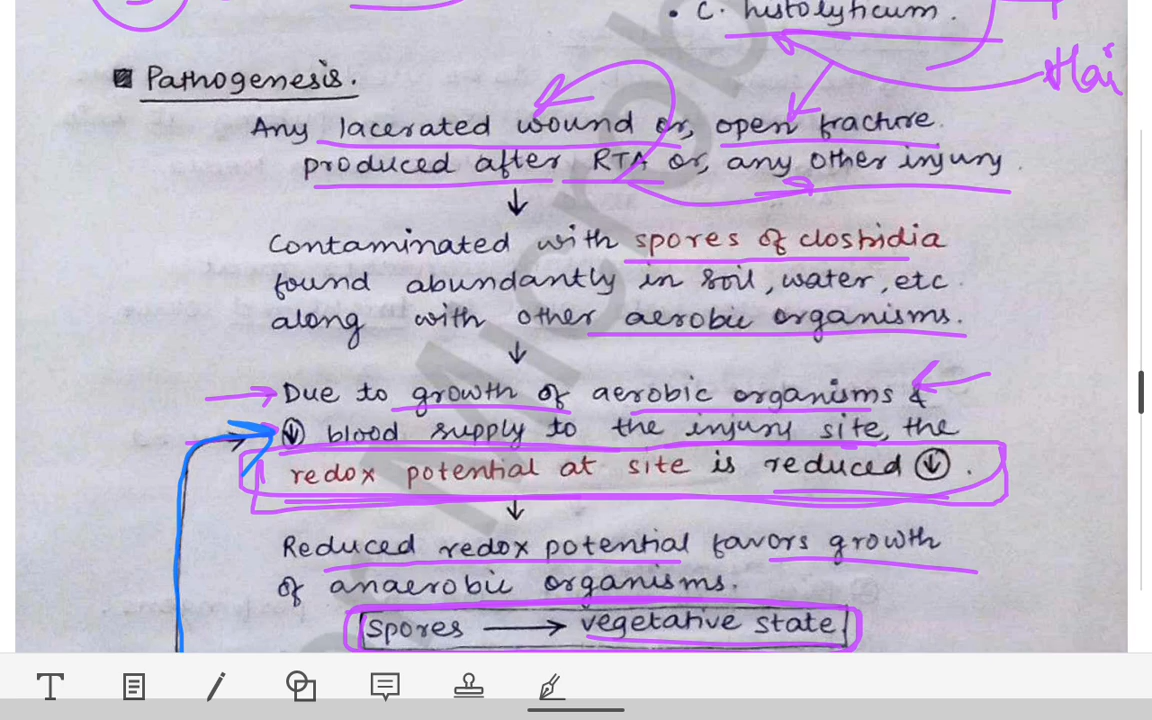 • C. histolyticum.
Pathogenesis.
Any lacerated wound or, open fracture.
produced after RTA or, any other injury.
↓
Contaminated with spores of clostridia
found abundantly in soil, water, etc.
along with other aerobic organisms.
↓
Due to growth of aerobic organisms &
↓ blood supply to the injury site, the
redox potential at site is reduced ↓.
↓
Reduced redox potential favors growth
of anaerobic organisms.
Spores → vegetative state
T